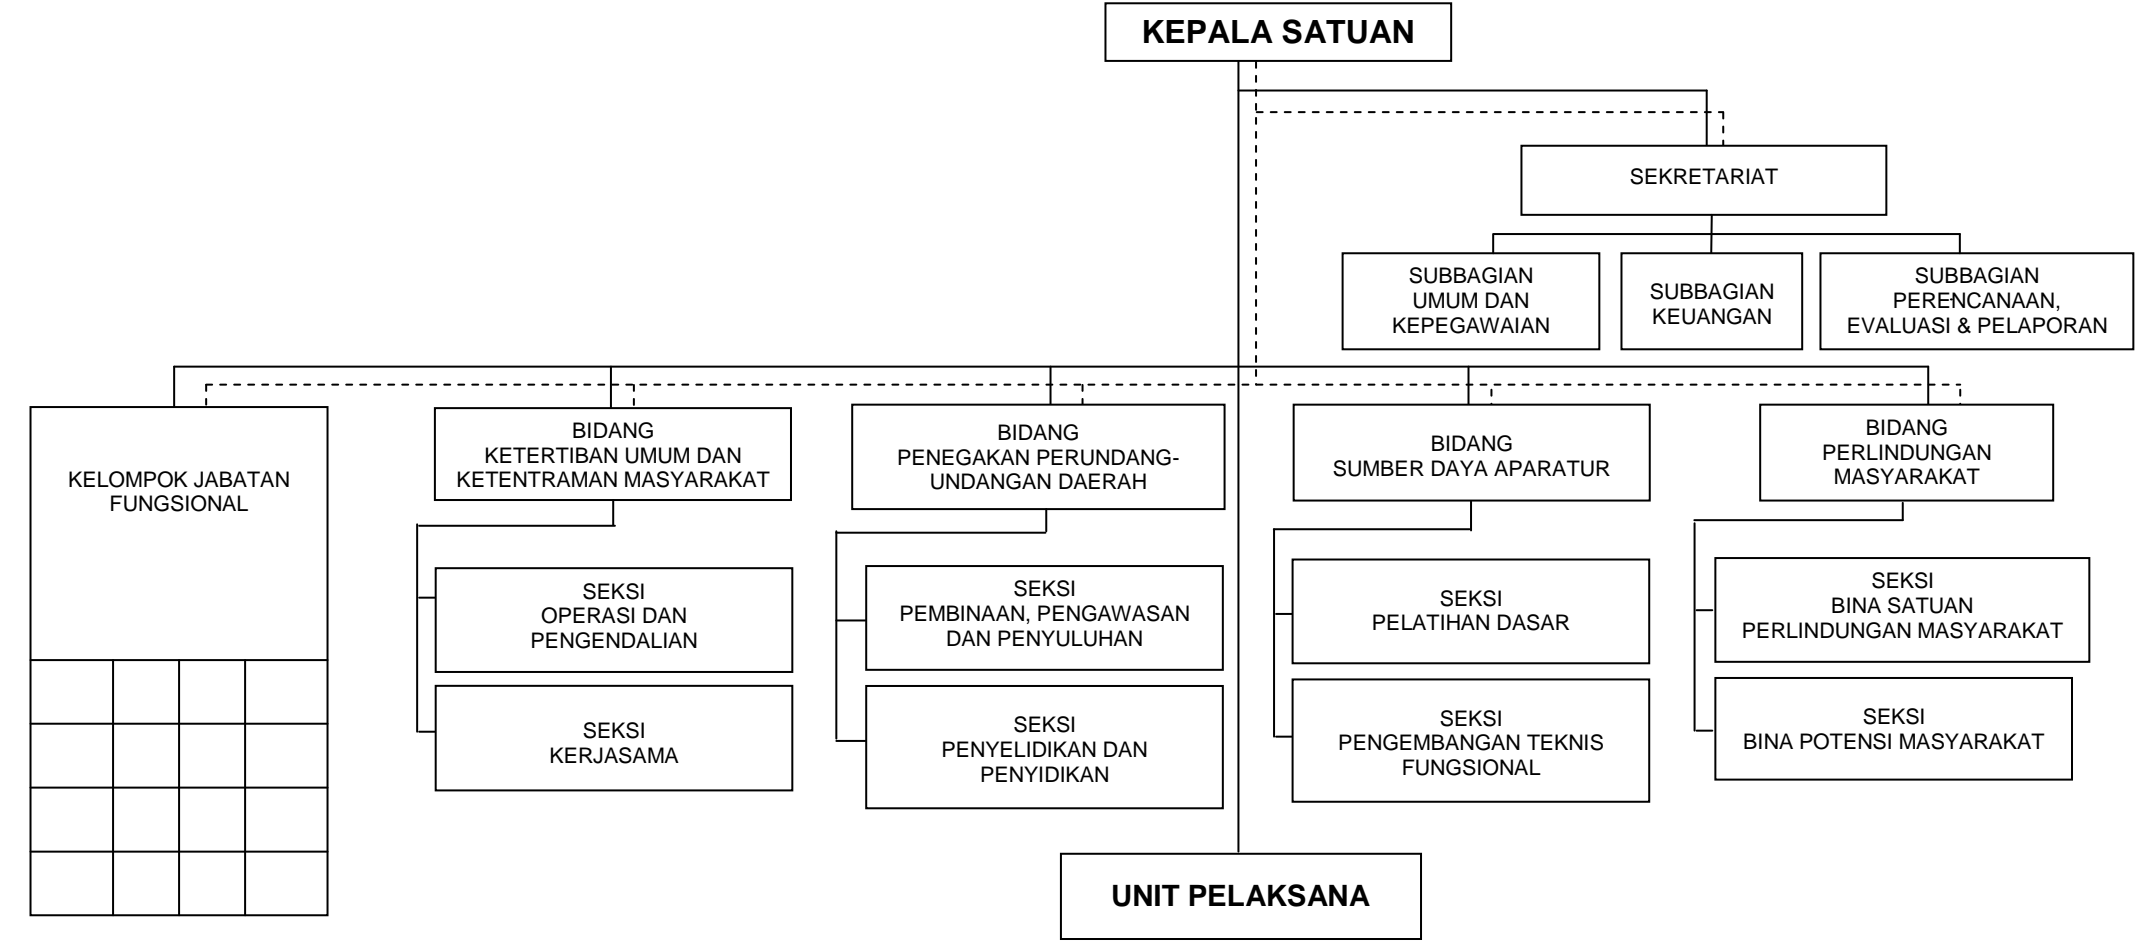 KEPALA SATUAN
SEKRETARIAT
SUBBAGIAN
UMUM DAN
KEPEGAWAIAN
SUBBAGIAN
KEUANGAN
SUBBAGIAN
PERENCANAAN,
EVALUASI & PELAPORAN
KELOMPOK JABATAN
FUNGSIONAL
BIDANG
KETERTIBAN UMUM DAN
KETENTRAMAN MASYARAKAT
BIDANG
PENEGAKAN PERUNDANG-
UNDANGAN DAERAH
BIDANG
SUMBER DAYA APARATUR
BIDANG
PERLINDUNGAN
MASYARAKAT
SEKSI
OPERASI DAN
PENGENDALIAN
SEKSI
PEMBINAAN, PENGAWASAN
DAN PENYULUHAN
SEKSI
PELATIHAN DASAR
SEKSI
BINA SATUAN
PERLINDUNGAN MASYARAKAT
SEKSI
KERJASAMA
SEKSI
PENYELIDIKAN DAN
PENYIDIKAN
SEKSI
PENGEMBANGAN TEKNIS
FUNGSIONAL
SEKSI
BINA POTENSI MASYARAKAT
UNIT PELAKSANA